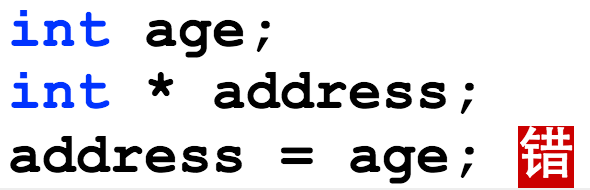 int age;
int * address;
address = age; 错